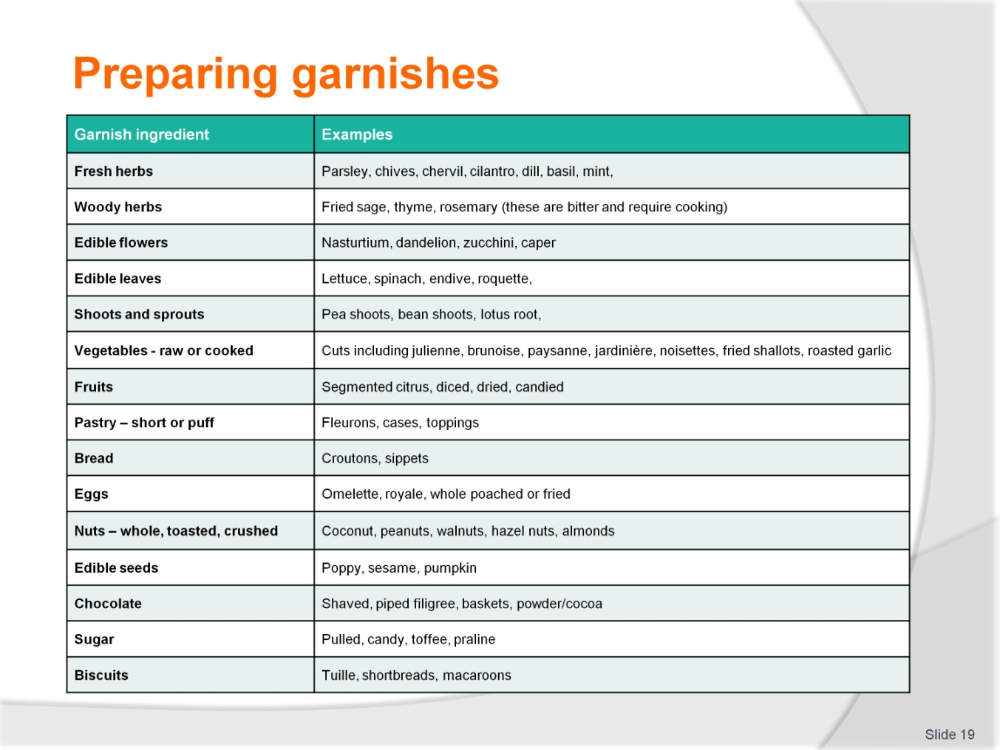 Preparing garnishes
Garnish ingredient Examples
Fresh herbs Parsley, chives, chervil, cilantro, dill, basil, mint,
Woody herbs Fried sage, thyme, rosemary (these are bitter and require cooking)
Edible flowers Nasturtium, dandelion, zucchini, caper
Edible leaves Lettuce, spinach, endive, roquette,
Shoots and sprouts Pea shoots, bean shoots, lotus root,
Vegetables - raw or cooked Cuts including julienne, brunoise, paysanne, jardinière, noisettes, fried shallots, roasted garlic
Fruits Segmented citrus, diced, dried, candied
Pastry – short or puff Fleurons, cases, toppings
Bread Croutons, sippets
Eggs Omelette, royale, whole poached or fried
Nuts – whole, toasted, crushed Coconut, peanuts, walnuts, hazel nuts, almonds
Edible seeds Poppy, sesame, pumpkin
Chocolate Shaved, piped filigree, baskets, powder/cocoa
Sugar Pulled, candy, toffee, praline
Biscuits Tuille, shortbreads, macaroons
Slide 19